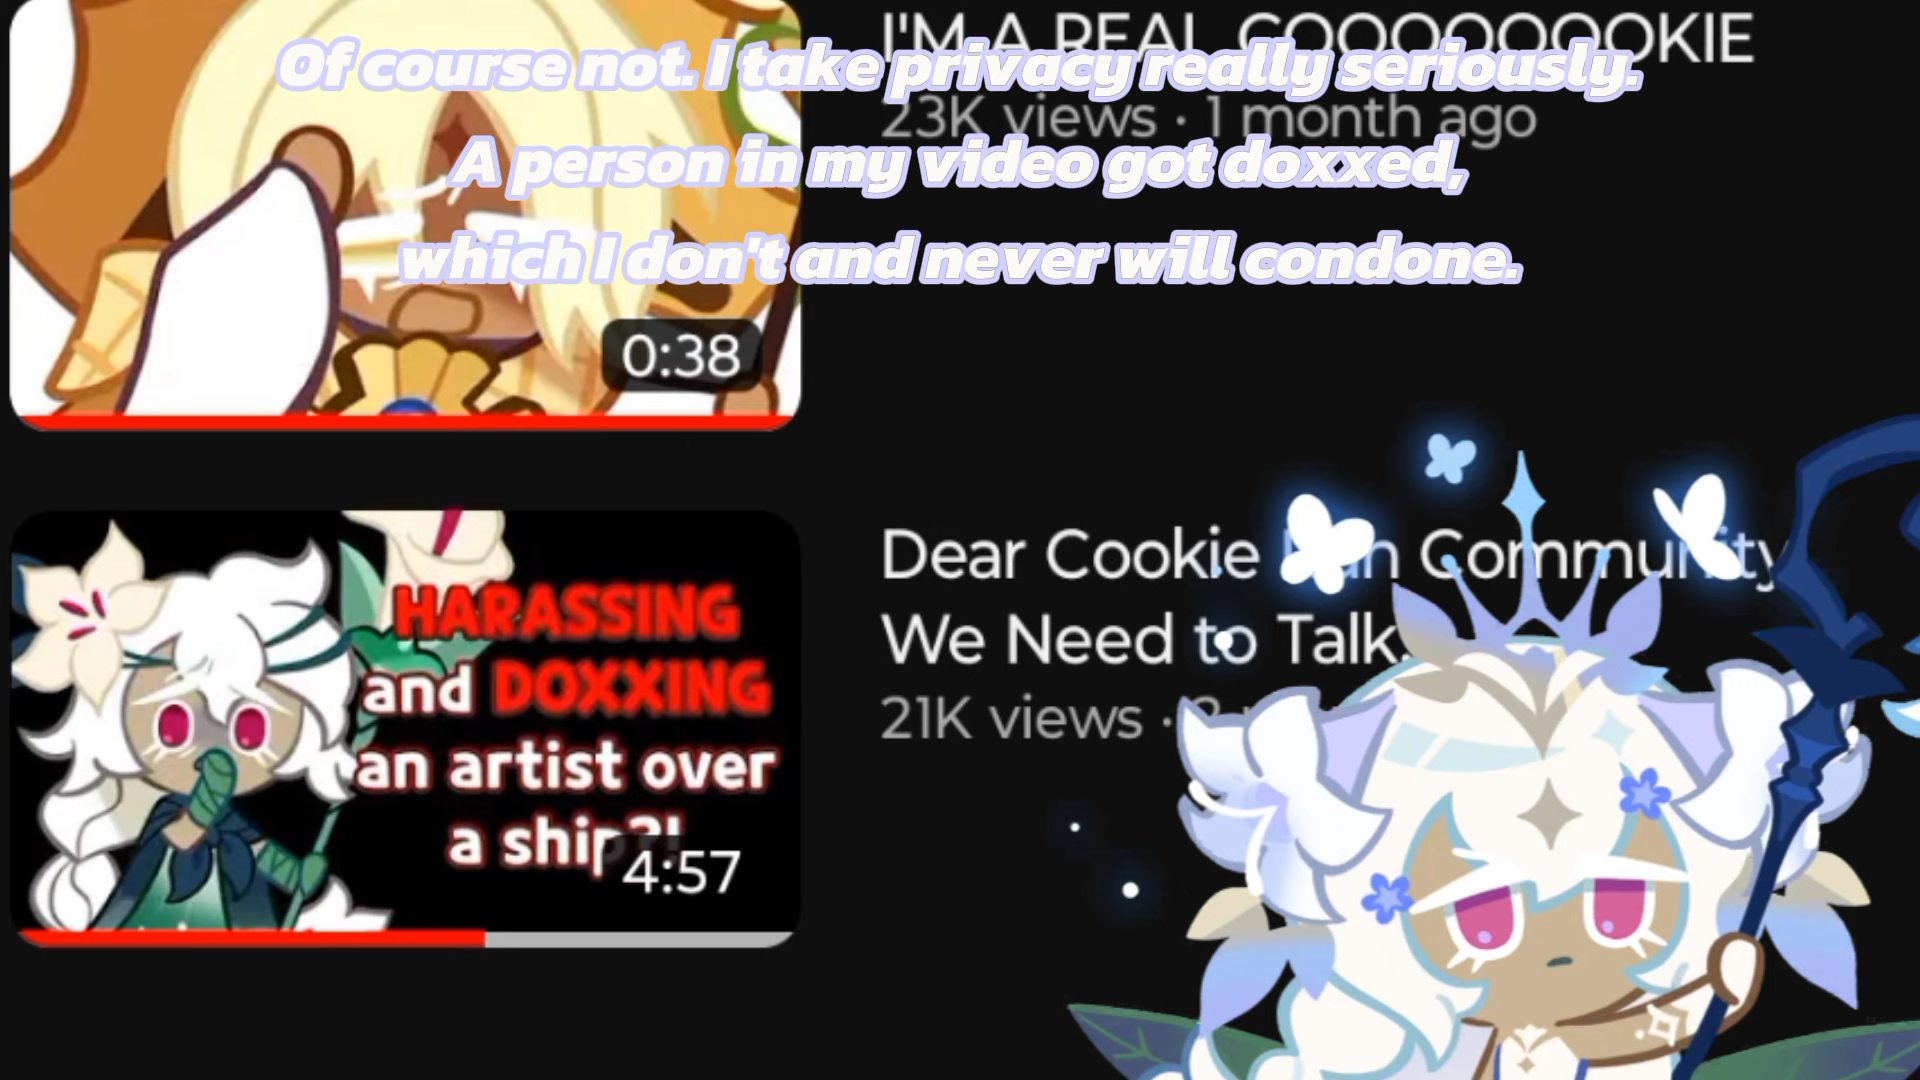 I'M A REAL COOOOOOOKIE
Of course not. I take privacy really seriously.
23K views · 1 month ago
A person in my video got doxxed,
which I don't and never will condone.
0:38
HARASSING
and DOXXING
an artist over
a ship?!
4:57
Dear Cookie Community
We Need to Talk.
21K views ·